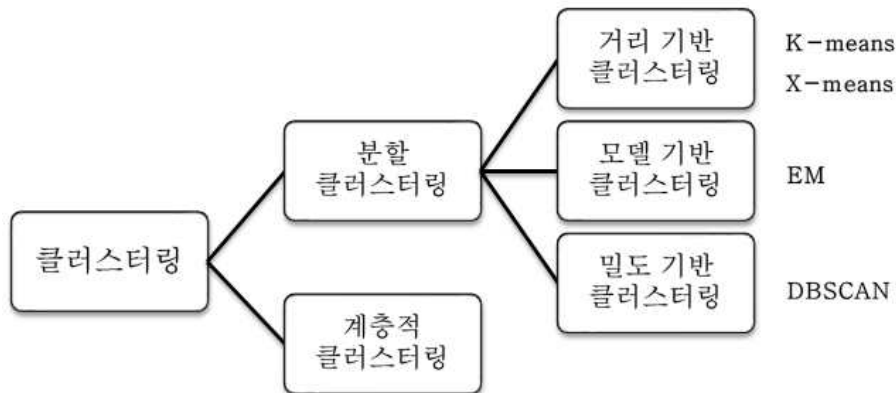 클러스터링
분할
클러스터링
계층적
클러스터링
거리 기반
클러스터링
K-means
X-means
모델 기반
클러스터링
EM
밀도 기반
클러스터링
DBSCAN